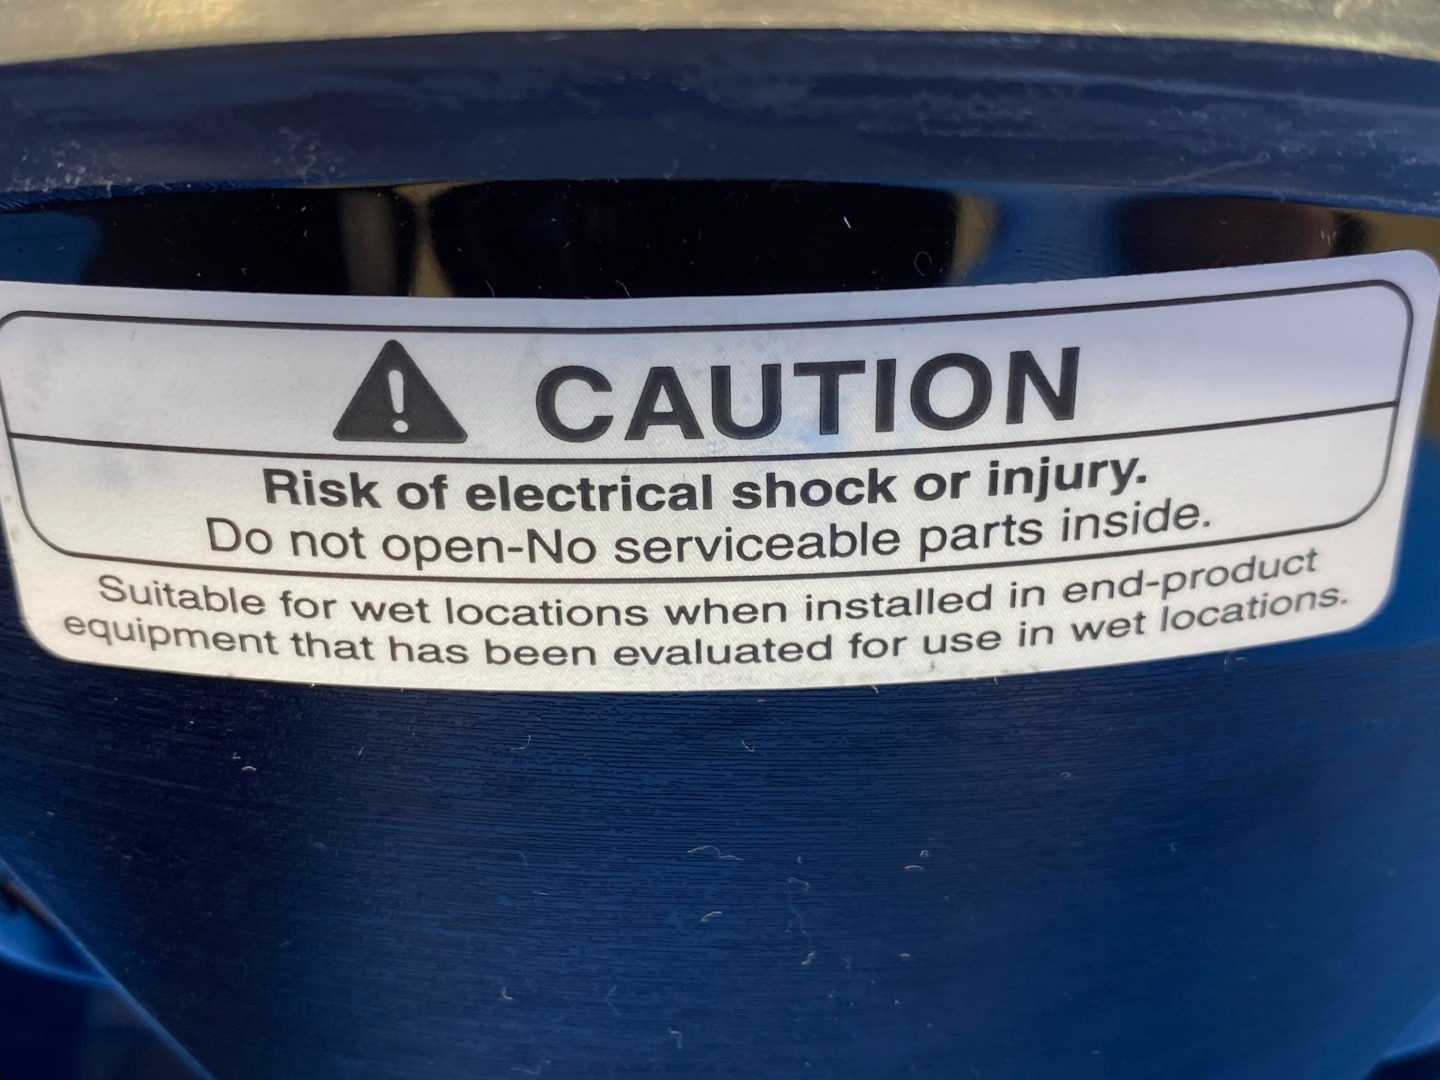 CAUTION
Risk of electrical shock or injury.
Do not open-No serviceable parts inside.
Suitable for wet locations when installed in end-product
equipment that has been evaluated for use in wet locations.